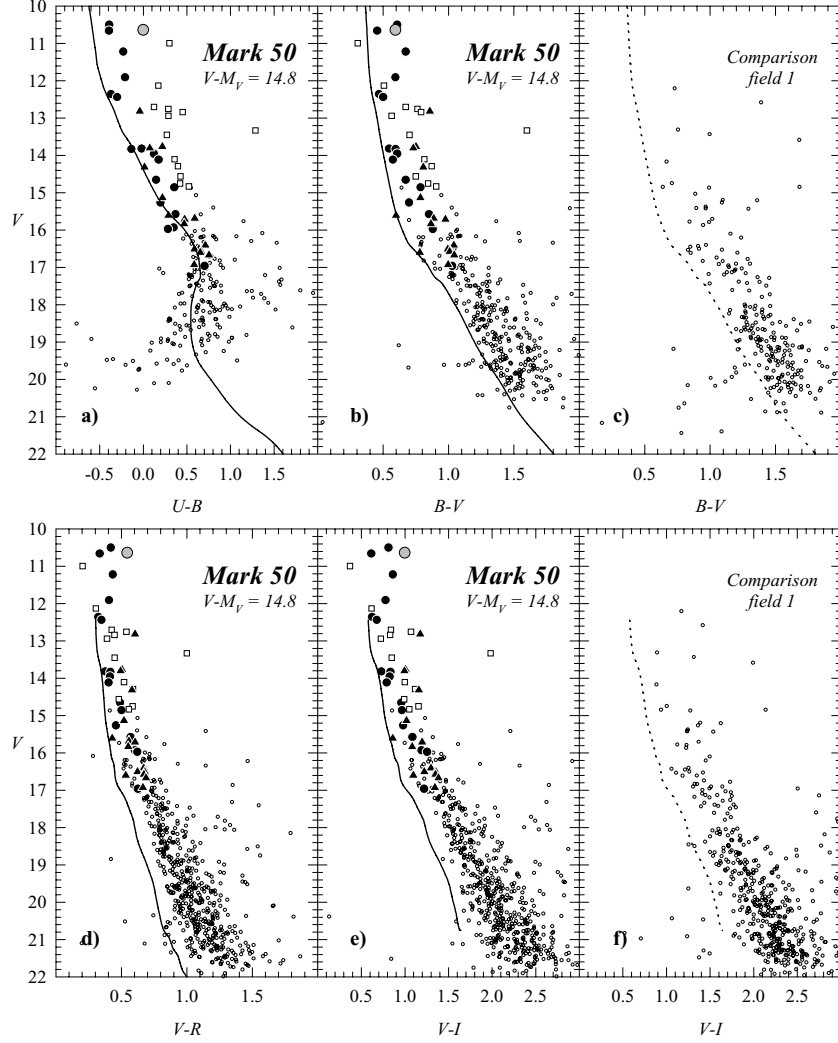 10
11
12
13
14
15
V
16
17
18
19
20
21
22
Mark 50
V-M_V = 14.8
a)
-0.5 0.0 0.5 1.0 1.5
U-B
Mark 50
V-M_V = 14.8
b)
0.5 1.0 1.5
B-V
Comparison
field 1
c)
0.5 1.0 1.5
B-V
10
11
12
13
14
15
V
16
17
18
19
20
21
22
Mark 50
V-M_V = 14.8
d)
0.5 1.0 1.5
V-R
Mark 50
V-M_V = 14.8
e)
0.5 1.0 1.5 2.0 2.5
V-I
Comparison
field 1
f)
0.5 1.0 1.5 2.0 2.5
V-I